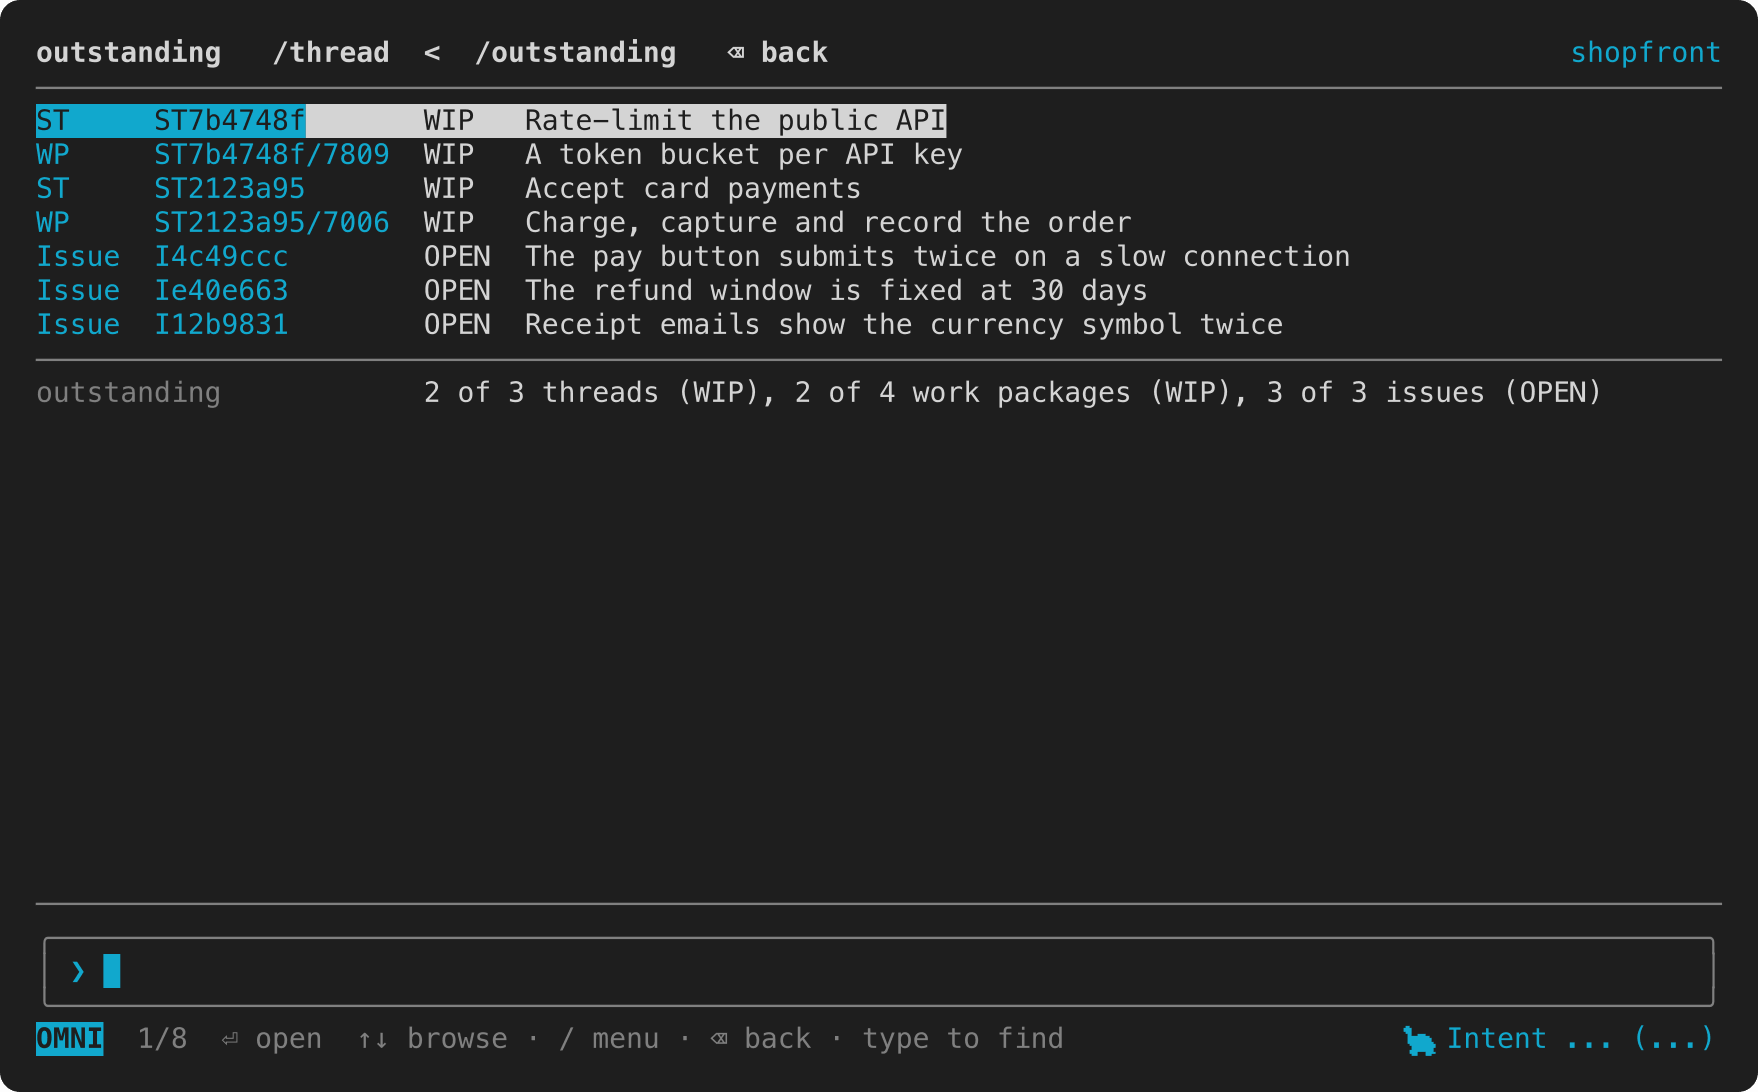 outstanding /thread < /outstanding ⌫ back shopfront
ST ST7b4748f WIP Rate-limit the public API
WP ST7b4748f/7809 WIP A token bucket per API key
ST ST2123a95 WIP Accept card payments
WP ST2123a95/7006 WIP Charge, capture and record the order
Issue I4c49ccc OPEN The pay button submits twice on a slow connection
Issue Ie40e663 OPEN The refund window is fixed at 30 days
Issue I12b9831 OPEN Receipt emails show the currency symbol twice
outstanding 2 of 3 threads (WIP), 2 of 4 work packages (WIP), 3 of 3 issues (OPEN)
❯
OMNI 1/8 ⏎ open ↑↓ browse · / menu · ⌫ back · type to find Intent ... (...)